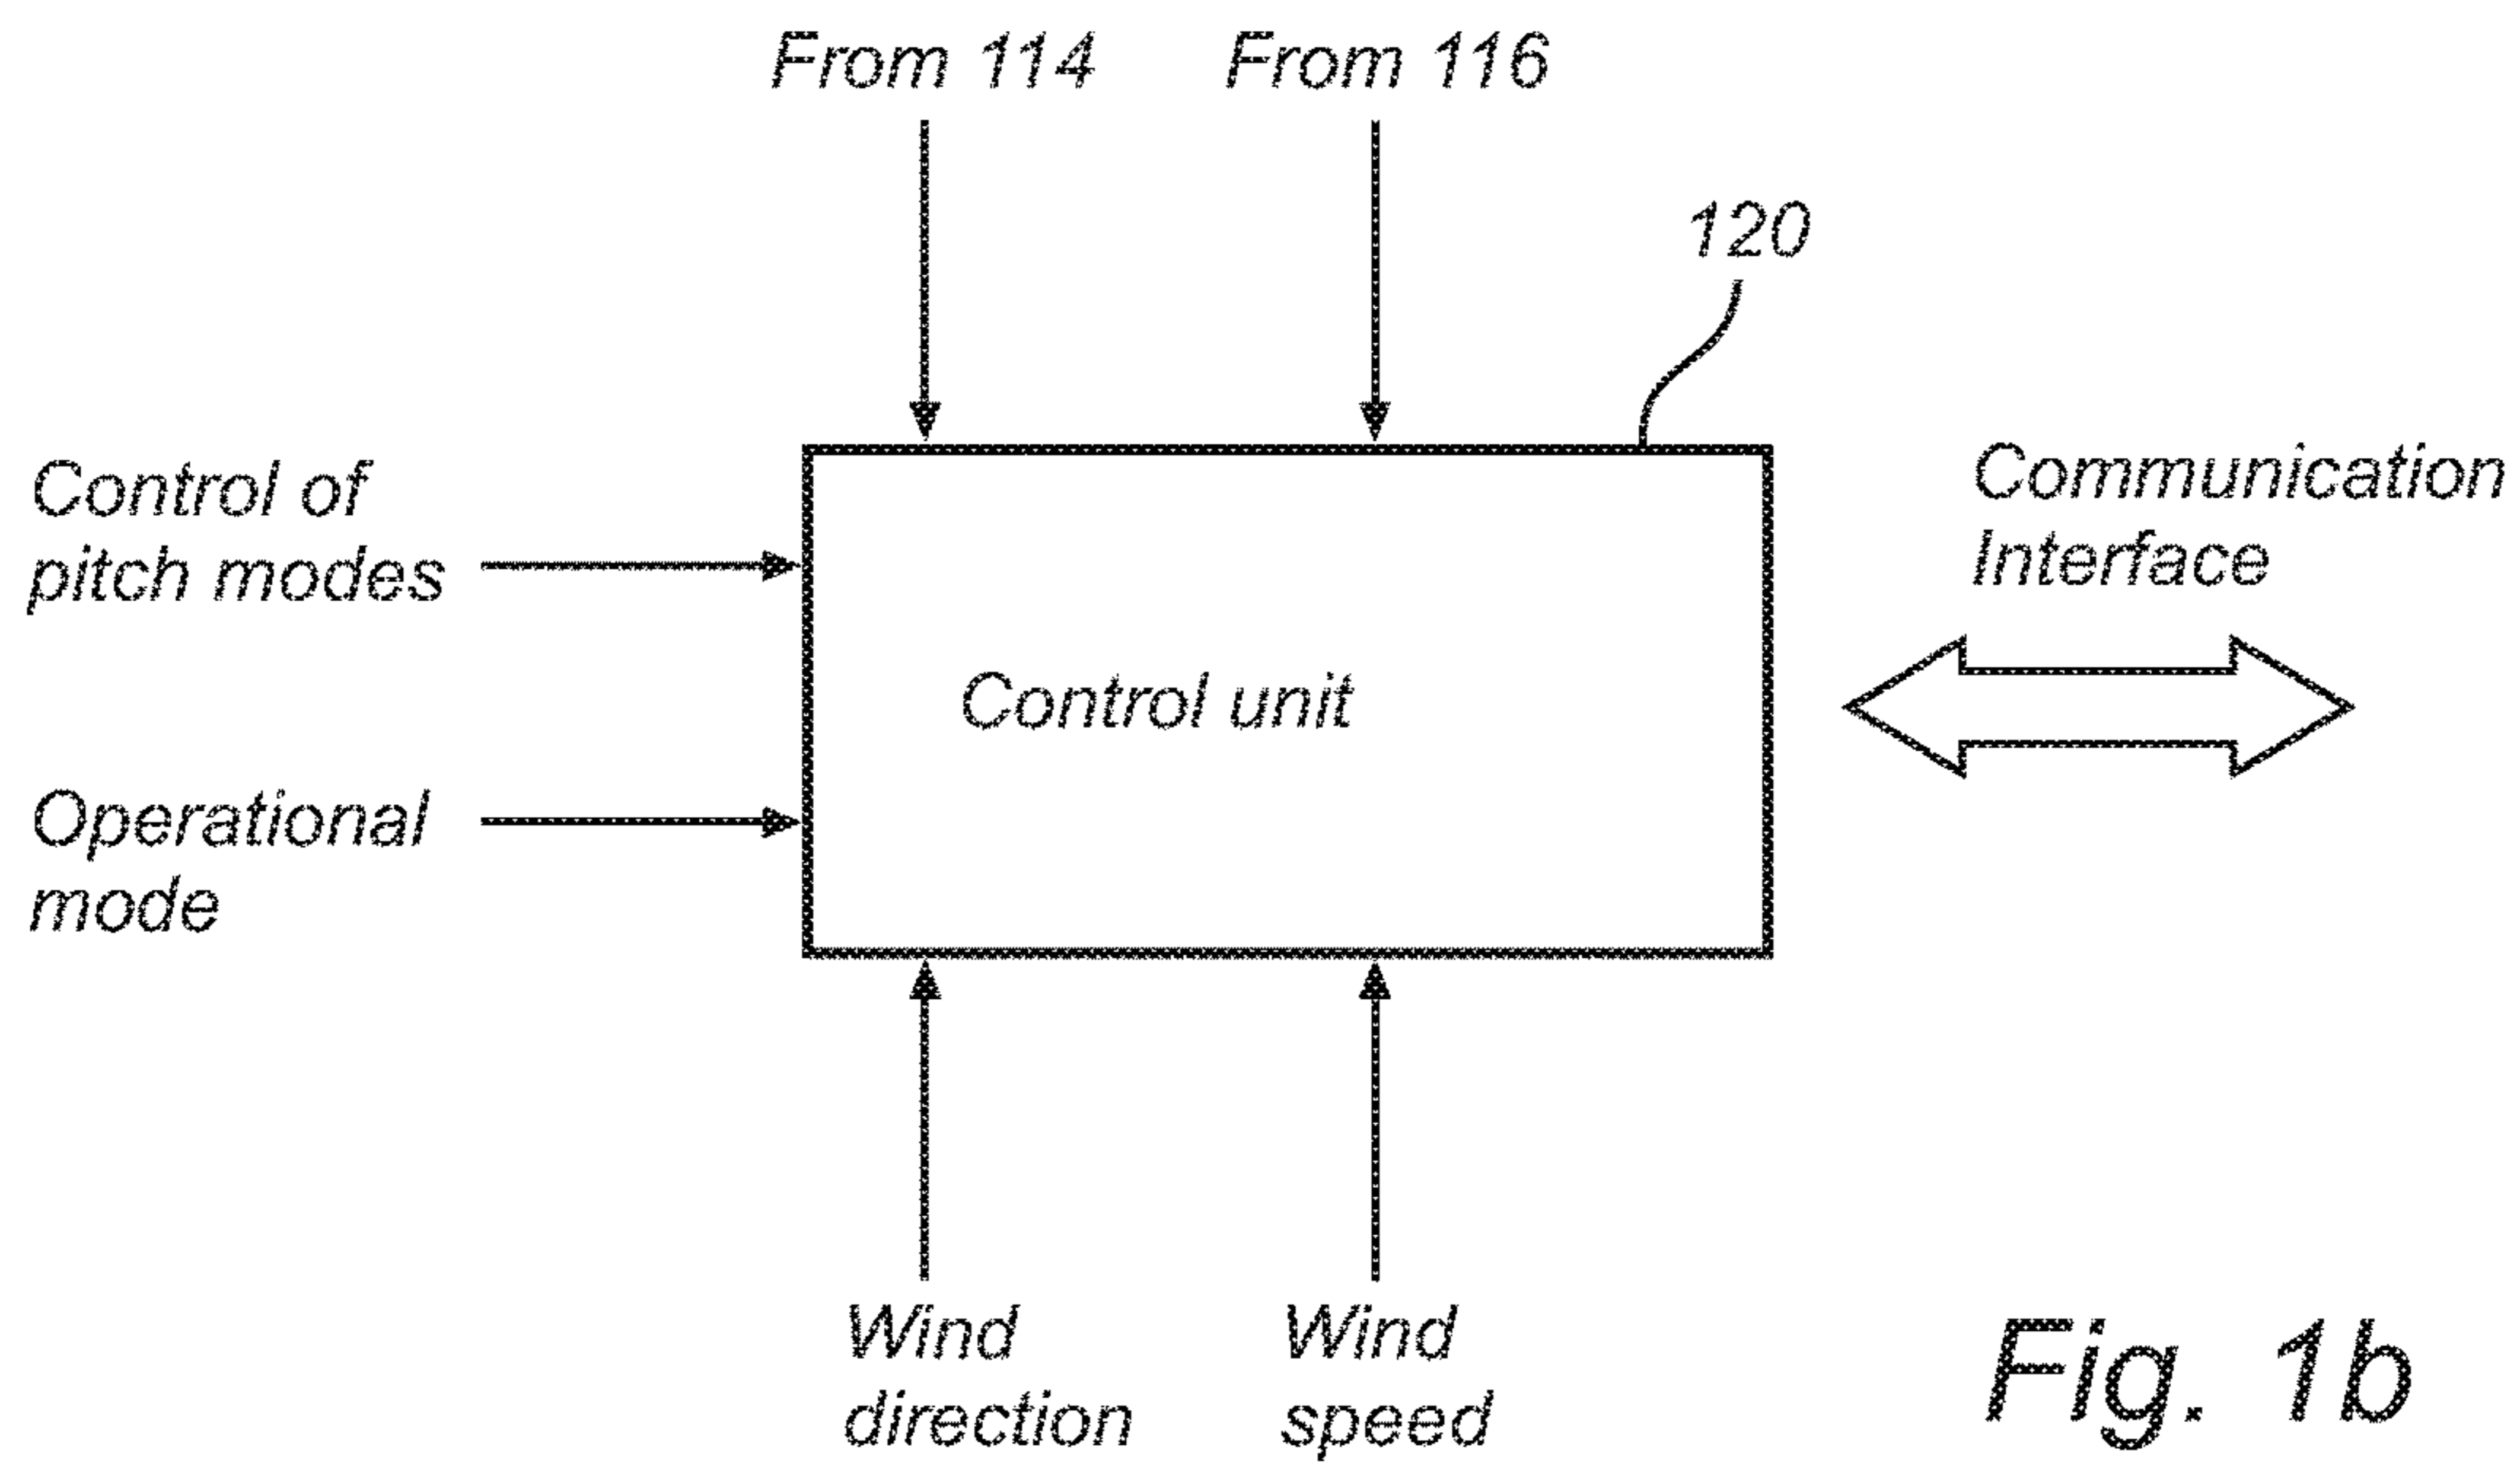 From 114
From 116
120
Control of
pitch modes
Communication
Interface
Control unit
Operational
mode
Wind
direction
Wind
speed
Fig. 1b